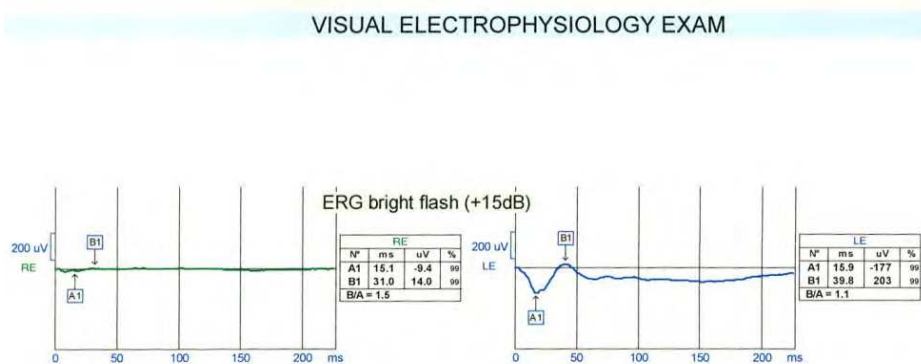 VISUAL ELECTROPHYSIOLOGY EXAM
ERG bright flash (+15dB)
200 uV
RE
B1
A1
RE
N° ms uV %
A1 15.1 -9.4 99
B1 31.0 14.0 99
B/A = 1.5
0 50 100 150 200 ms
200 uV
LE
B1
A1
LE
N° ms uV %
A1 15.9 -177 99
B1 39.8 203 99
B/A = 1.1
0 50 100 150 200 ms